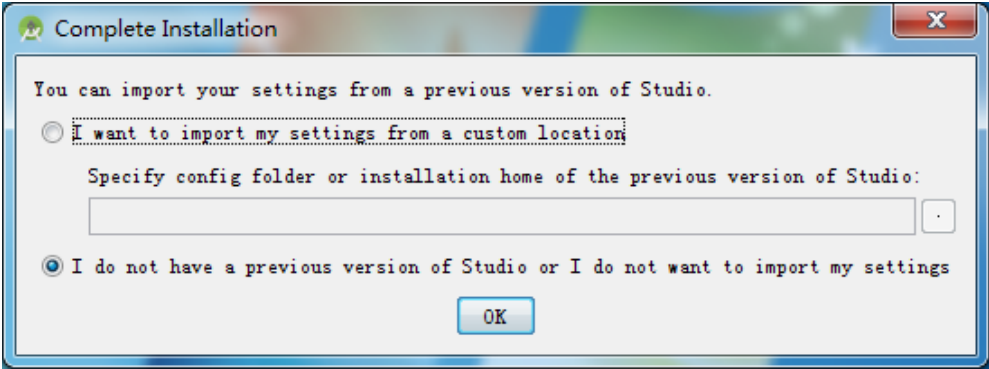 Complete Installation
You can import your settings from a previous version of Studio.
I want to import my settings from a custom location
Specify config folder or installation home of the previous version of Studio:
.
I do not have a previous version of Studio or I do not want to import my settings
OK